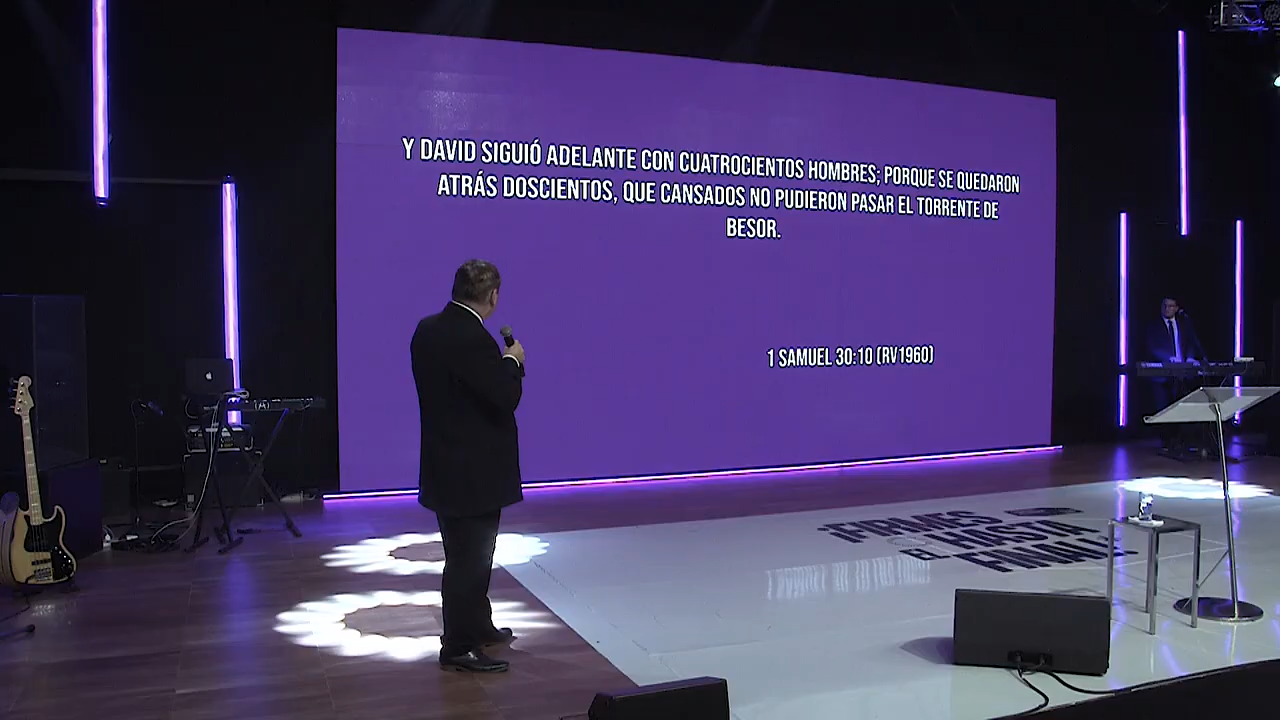 Y DAVID SIGUIÓ ADELANTE CON CUATROCIENTOS HOMBRES; PORQUE SE QUEDARON
ATRÁS DOSCIENTOS, QUE CANSADOS NO PUDIERON PASAR EL TORRENTE DE
BESOR.
1 SAMUEL 30:10 (RV1960)
¡FIRMES
HASTA
EL
FINAL!